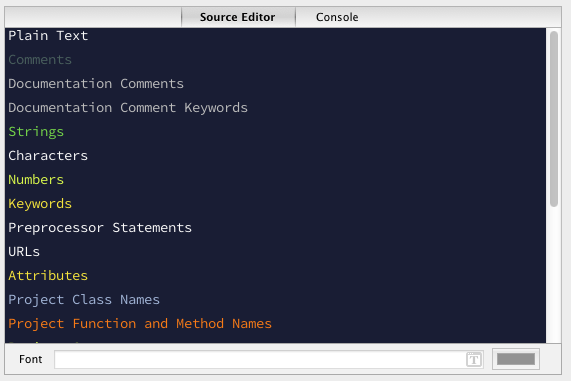 Source Editor Console
Plain Text
Comments
Documentation Comments
Documentation Comment Keywords
Strings
Characters
Numbers
Keywords
Preprocessor Statements
URLs
Attributes
Project Class Names
Project Function and Method Names
Font